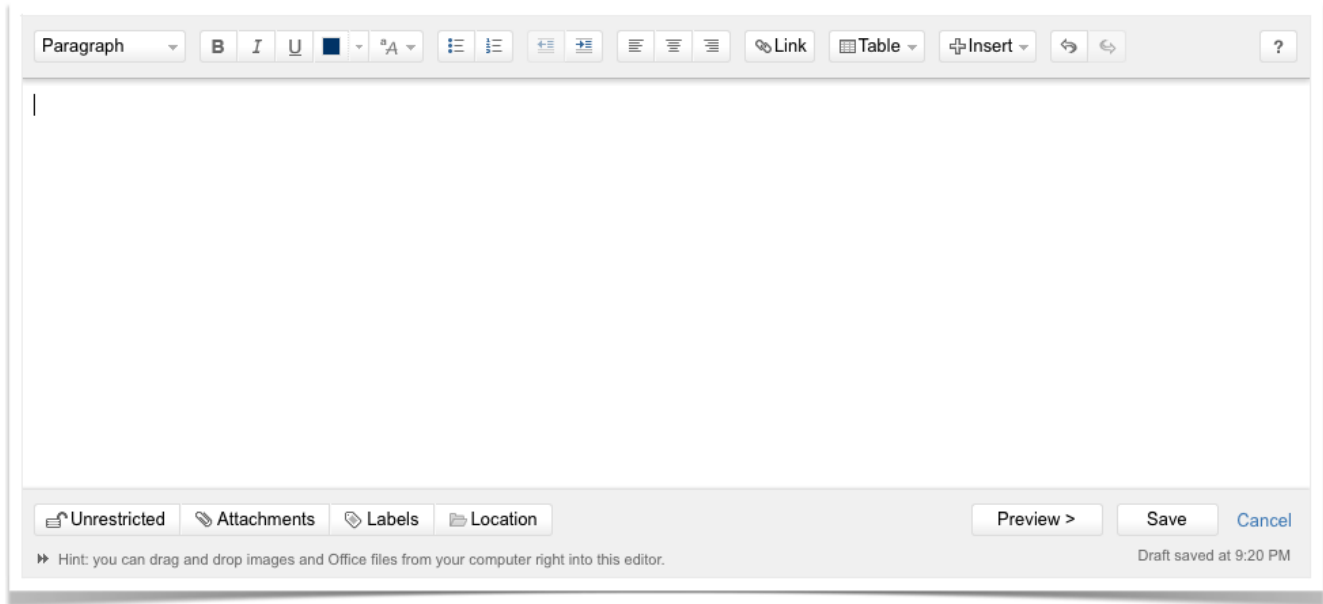 Paragraph B I U ªA Link Table Insert ?
Unrestricted Attachments Labels Location Preview > Save Cancel
Hint: you can drag and drop images and Office files from your computer right into this editor. Draft saved at 9:20 PM